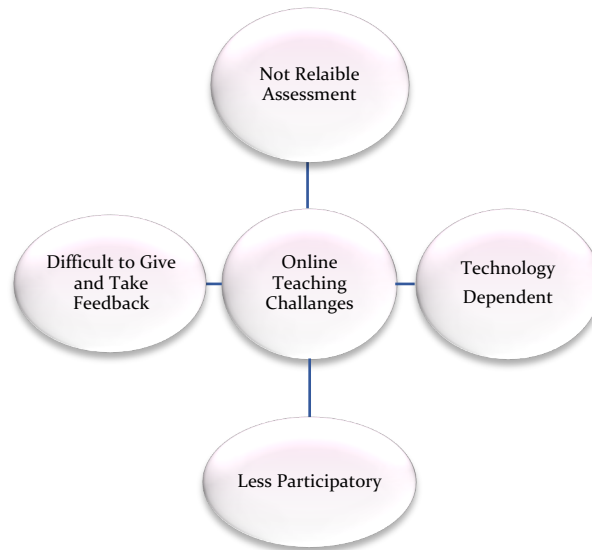 Not Relaible
Assessment
Difficult to Give
and Take
Feedback
Online
Teaching
Challanges
Technology
Dependent
Less Participatory